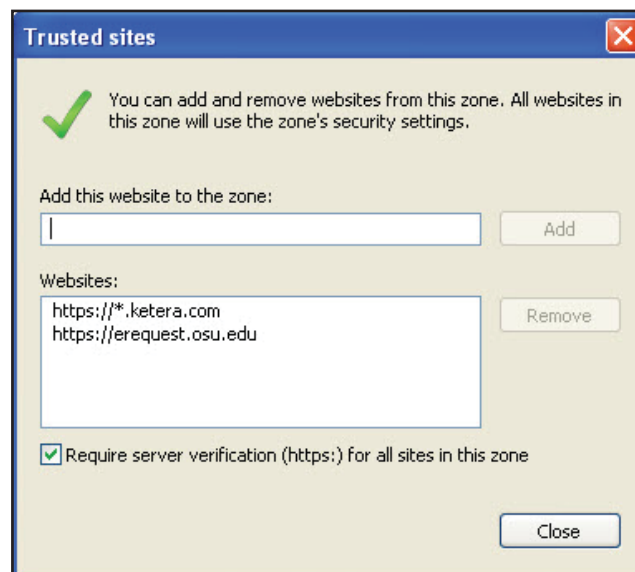 Trusted sites
You can add and remove websites from this zone. All websites in
this zone will use the zone's security settings.
Add this website to the zone:
Add
Websites:
https://*.ketera.com
https://erequest.osu.edu
Remove
Require server verification (https:) for all sites in this zone
Close